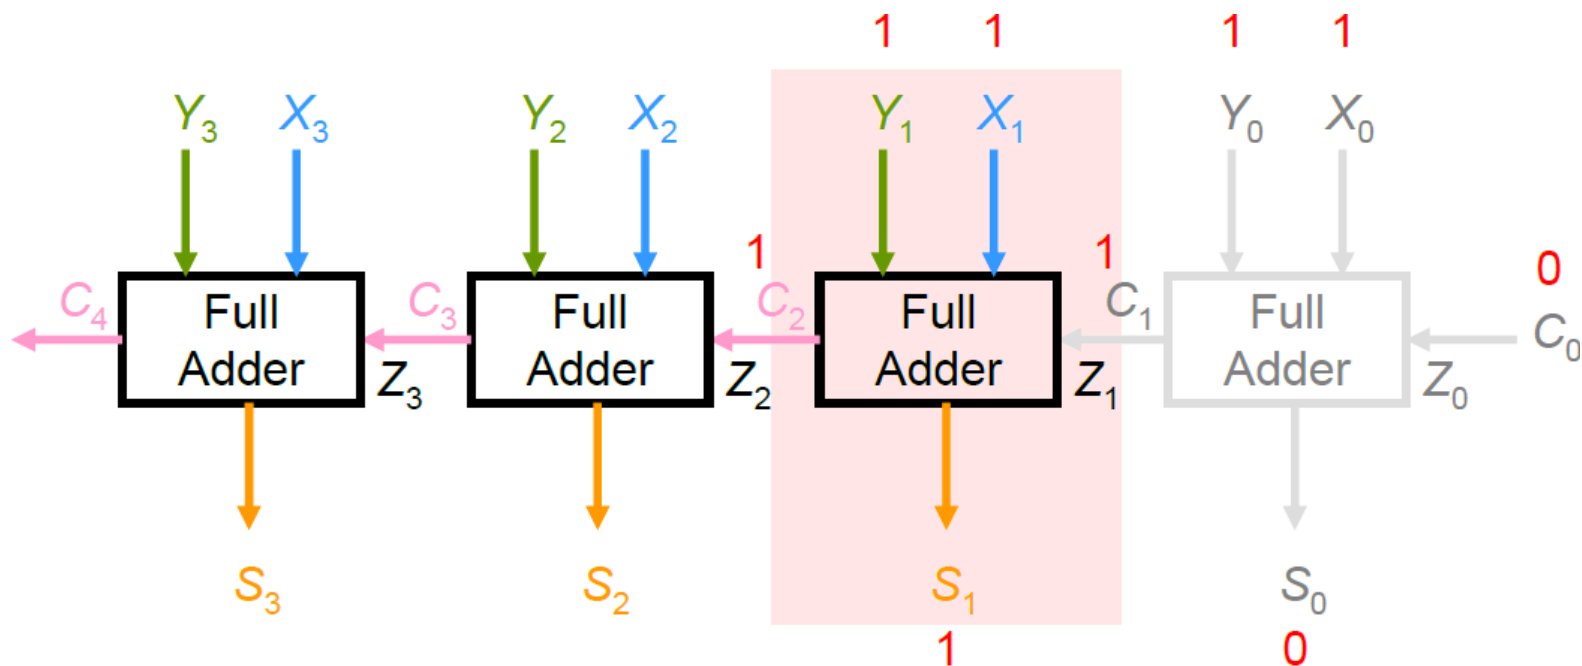 1 1 1 1
Y3 X3 Y2 X2 Y1 X1 Y0 X0
1 1 0
C4 Full Adder C3 Full Adder C2 Full Adder C1 Full Adder C0
Z3 Z2 Z1 Z0
S3 S2 S1 S0
1 0